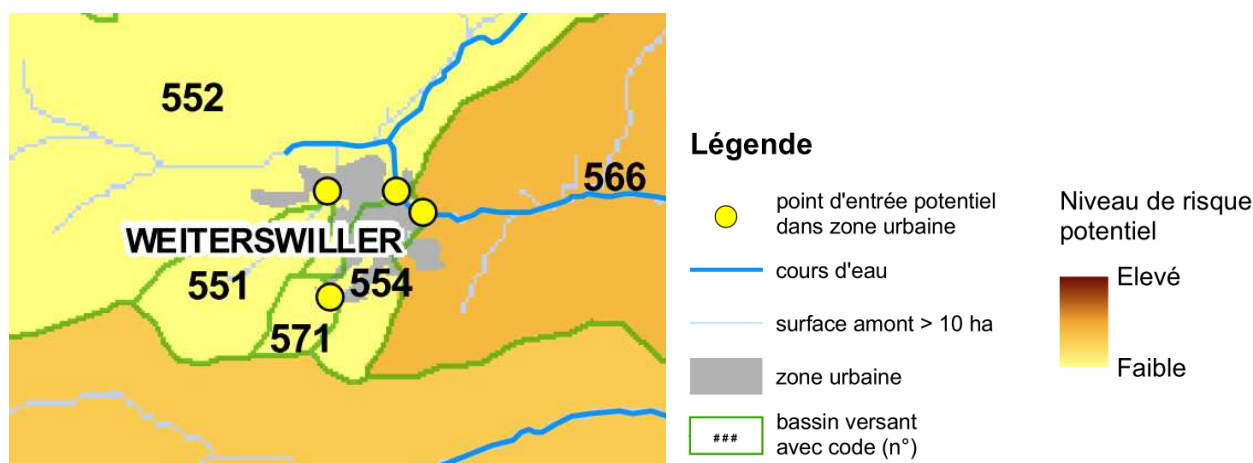 552
566
WEITERSWILLER
551
554
571
Légende
point d'entrée potentiel
dans zone urbaine
cours d'eau
surface amont > 10 ha
zone urbaine
###
bassin versant
avec code (n°)
Niveau de risque
potentiel
Elevé
Faible